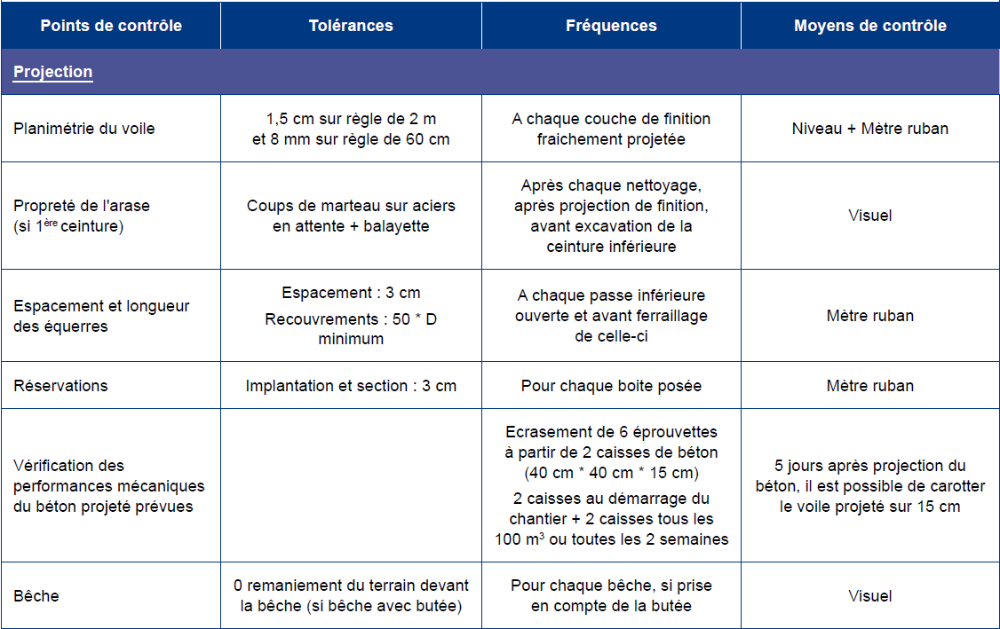 Points de contrôle
Tolérances
Fréquences
Moyens de contrôle
Projection
Planimétrie du voile
1,5 cm sur règle de 2 m
et 8 mm sur règle de 60 cm
A chaque couche de finition
fraichement projetée
Niveau + Mètre ruban
Propreté de l'arase
(si 1ère ceinture)
Coups de marteau sur aciers
en attente + balayette
Après chaque nettoyage,
après projection de finition,
avant excavation de la
ceinture inférieure
Visuel
Espacement et longueur
des équerres
Espacement : 3 cm
Recouvrements : 50 * D
minimum
A chaque passe inférieure
ouverte et avant ferraillage
de celle-ci
Mètre ruban
Réservations
Implantation et section : 3 cm
Pour chaque boite posée
Mètre ruban
Vérification des
performances mécaniques
du béton projeté prévues
Ecrasement de 6 éprouvettes
à partir de 2 caisses de béton
(40 cm * 40 cm * 15 cm)
2 caisses au démarrage du
chantier + 2 caisses tous les
100 m³ ou toutes les 2 semaines
5 jours après projection du
béton, il est possible de carotter
le voile projeté sur 15 cm
Bêche
0 remaniement du terrain devant
la bêche (si bêche avec butée)
Pour chaque bêche, si prise
en compte de la butée
Visuel